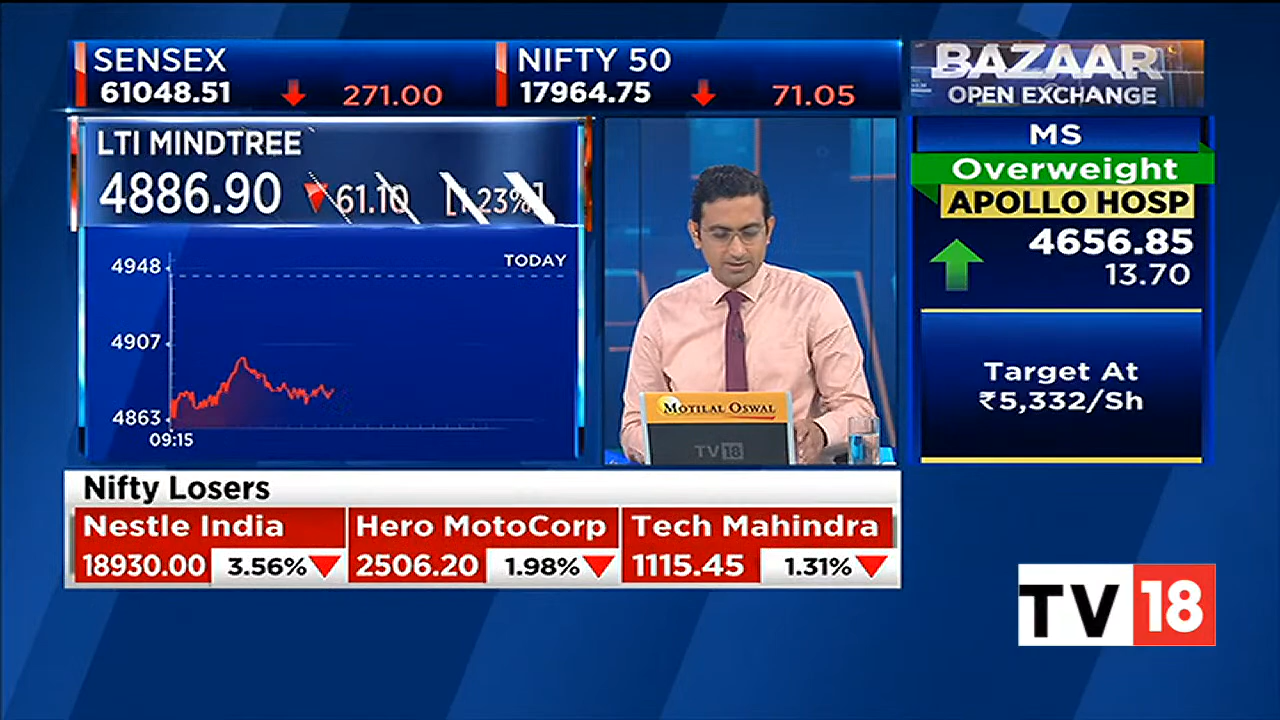 SENSEX
61048.51 271.00
NIFTY 50
17964.75 71.05
BAZAAR
OPEN EXCHANGE
LTI MINDTREE
4886.90 61.10 [1.23%]
TODAY
4948
4907
4863
09:15
MOTILAL OSWAL
TV18
MS
Overweight
APOLLO HOSP
4656.85
13.70
Target At
₹5,332/Sh
Nifty Losers
Nestle India
18930.00 3.56%
Hero MotoCorp
2506.20 1.98%
Tech Mahindra
1115.45 1.31%
TV18